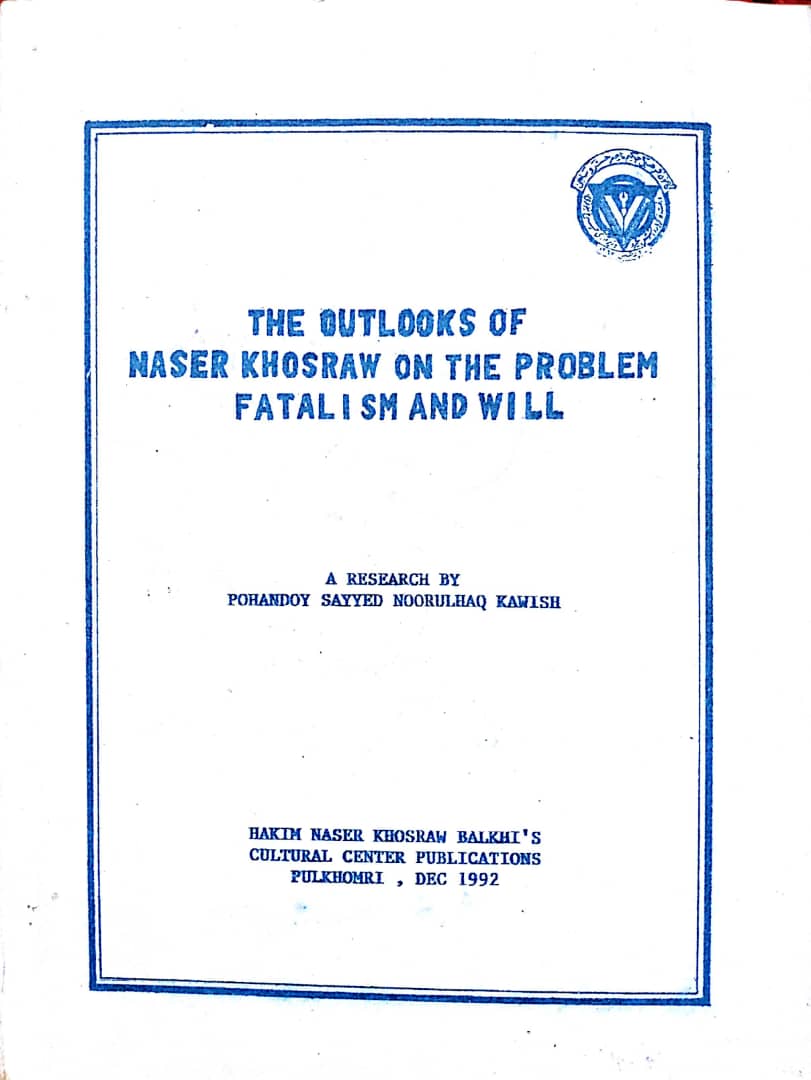 THE OUTLOOKS OF
NASER KHOSRAW ON THE PROBLEM
FATALISM AND WILL
A RESEARCH BY
POHANDOY SAYYED NOORULHAQ KAWISH
HAKIM NASER KHOSRAW BALKHI'S
CULTURAL CENTER PUBLICATIONS
PULKHOMRI , DEC 1992